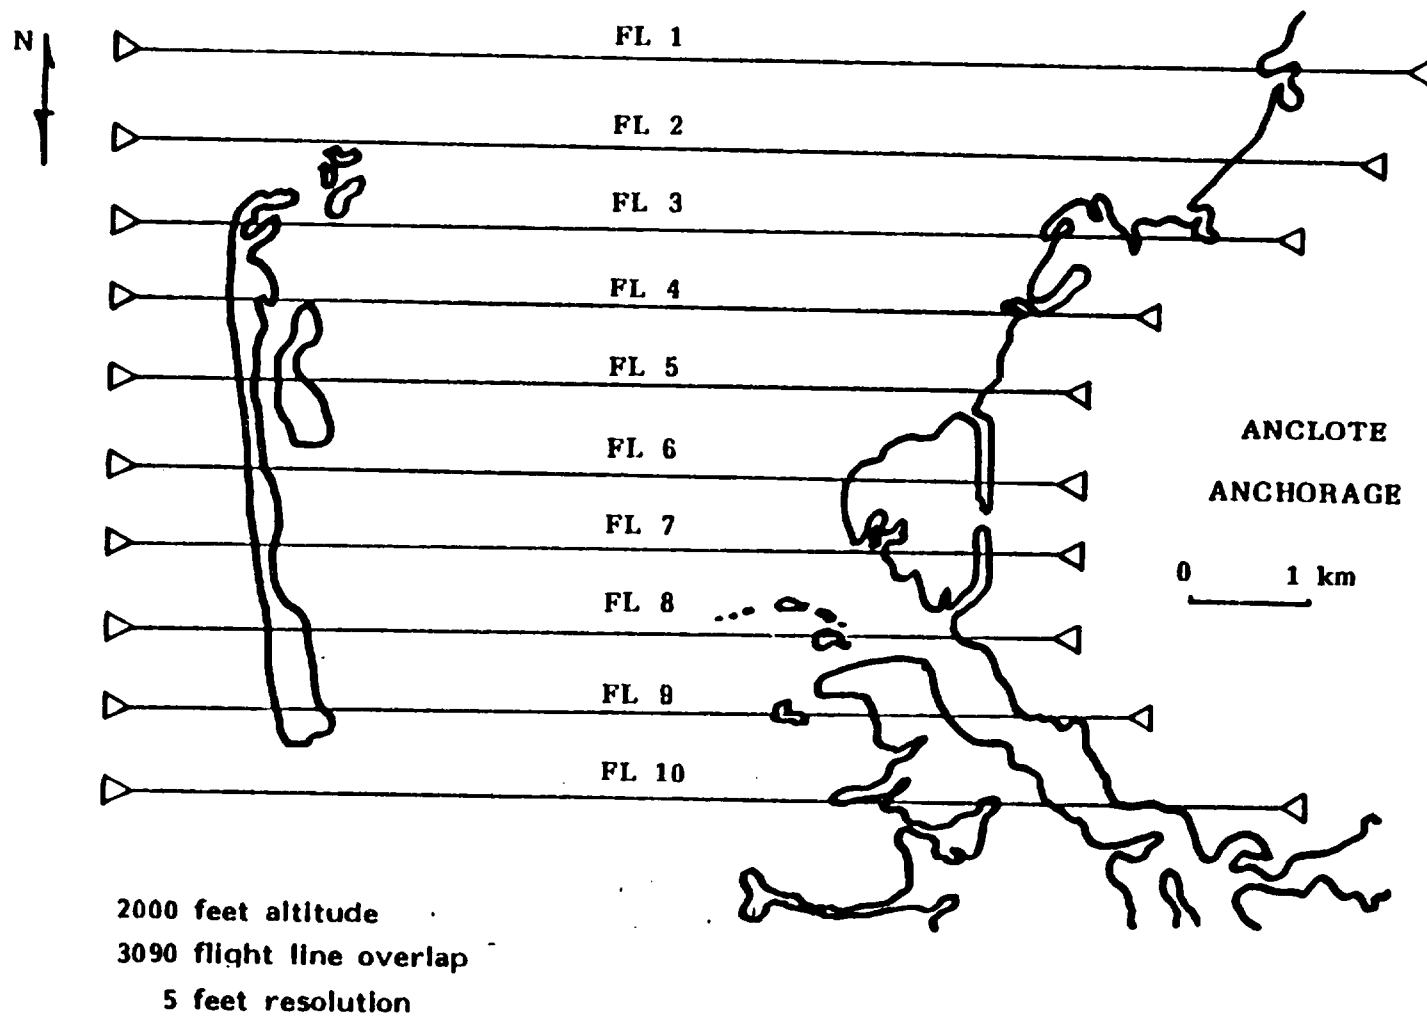 N
FL 1
FL 2
FL 3
FL 4
FL 5
FL 6
ANCLOTE
ANCHORAGE
FL 7
0 1 km
FL 8
FL 9
FL 10
2000 feet altitude
3090 flight line overlap
5 feet resolution